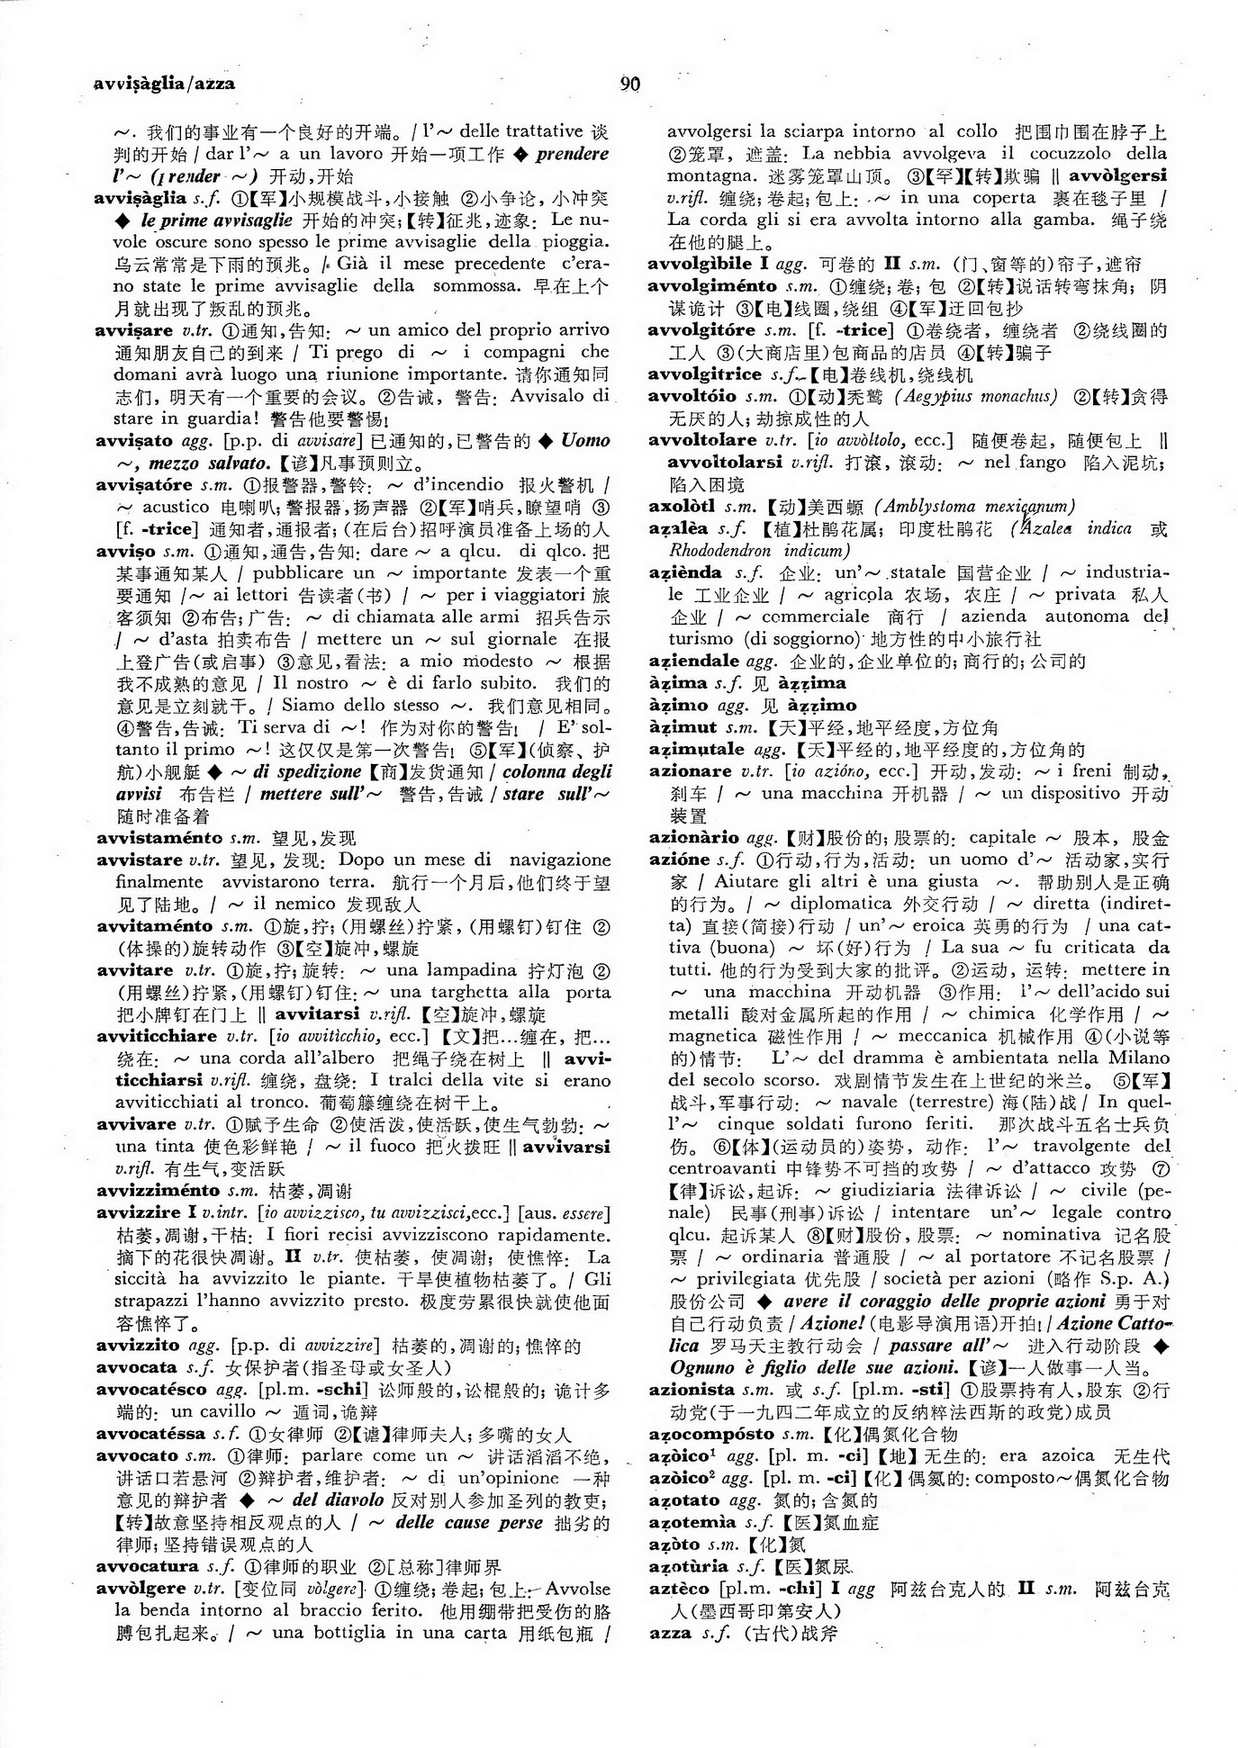 avvişàglia/azza
90
～. 我们的事业有一个良好的开端。/ l'～ delle trattative 谈
判的开始 / dar l'～ a un lavoro 开始一项工作 ◆ prendere
l'～ (render ～) 开动,开始
avvişàglia s.f. ①【军】小规模战斗,小接触 ②小争论, 小冲突
◆ le prime avvisaglie 开始的冲突;【转】征兆,迹象: Le nu-
vole oscure sono spesso le prime avvisaglie della pioggia.
乌云常常是下雨的预兆。/ Già il mese precedente c'era-
no state le prime avvisaglie della sommossa. 早在上个
月就出现了叛乱的预兆。
avvişare v.tr. ①通知,告知: ～ un amico del proprio arrivo
通知朋友自己的到来 / Ti prego di ～ i compagni che
domani avrà luogo una riunione importante. 请你通知同
志们, 明天有一个重要的会议。②告诫, 警告: Avvisalo di
stare in guardia! 警告他要警惕!
avvişato agg. [p.p. di avvisare] 已通知的,已警告的 ◆ Uomo
～, mezzo salvato. 【谚】凡事预则立。
avvişatóre s.m. ①报警器,警铃: ～ d'incendio 报火警机 /
～ acustico 电喇叭; 警报器,扬声器 ②【军】哨兵,瞭望哨 ③
[f. -trice] 通知者,通报者; (在后台)招呼演员准备上场的人
avvişo s.m. ①通知,通告,告知: dare ～ a qlcu. di qlco. 把
某事通知某人 / pubblicare un ～ importante 发表一个重
要通知 /～ ai lettori 告读者(书) / ～ per i viaggiatori 旅
客须知 ②布告; 广告: ～ di chiamata alle armi 招兵告示
/ ～ d'asta 拍卖布告 / mettere un ～ sul giornale 在报
上登广告(或启事) ③意见,看法: a mio modesto ～ 根据
我不成熟的意见 / Il nostro ～ è di farlo subito. 我们的
意见是立刻就干。/ Siamo dello stesso ～. 我们意见相同。
④警告,告诫: Ti serva di ～! 作为对你的警告! / E' sol-
tanto il primo ～! 这仅仅是第一次警告! ⑤【军】(侦察、护
航)小舰艇 ◆ ～ di spedizione【商】发货通知 / colonna degli
avvisi 布告栏 / mettere sull'～ 警告,告诫 / stare sull'～
随时准备着
avvistaménto s.m. 望见,发现
avvistare v.tr. 望见, 发现: Dopo un mese di navigazione
finalmente avvistarono terra. 航行一个月后,他们终于望
见了陆地。/ ～ il nemico 发现敌人
avvitaménto s.m. ①旋,拧; (用螺丝)拧紧, (用螺钉)钉住 ②
(体操的)旋转动作 ③【空】旋冲,螺旋
avvitare v.tr. ①旋,拧; 旋转: ～ una lampadina 拧灯泡 ②
(用螺丝)拧紧,(用螺钉)钉住: ～ una targhetta alla porta
把小牌钉在门上 ‖ avvitarsi v.rifl. 【空】旋冲,螺旋
avviticchiare v.tr. [io avvitìcchio, ecc.] 【文】把…缠在, 把…
绕在: ～ una corda all'albero 把绳子绕在树上 ‖ avvi-
ticchiarsi v.rifl. 缠绕, 盘绕: I tralci della vite si erano
avviticchiati al tronco. 葡萄藤缠绕在树干上。
avvivare v.tr. ①赋予生命 ②使活泼,使活跃,使生气勃勃: ～
una tinta 使色彩鲜艳 / ～ il fuoco 把火拨旺 ‖ avvivarsi
v.rifl. 有生气,变活跃
avvizziménto s.m. 枯萎,凋谢
avvizzire I v.intr. [io avvizzisco, tu avvizzisci,ecc.] [aus. essere]
枯萎,凋谢,干枯: I fiori recisi avvizziscono rapidamente.
摘下的花很快凋谢。II v.tr. 使枯萎, 使凋谢; 使憔悴: La
siccità ha avvizzito le piante. 干旱使植物枯萎了。/ Gli
strapazzi l'hanno avvizzito presto. 极度劳累很快就使他面
容憔悴了。
avvizzito agg. [p.p. di avvizzire] 枯萎的,凋谢的; 憔悴的
avvocata s.f. 女保护者(指圣母或女圣人)
avvocatésco agg. [pl.m. -schi] 讼师般的,讼棍般的; 诡计多
端的: un cavillo ～ 遁词,诡辩
avvocatéssa s.f. ①女律师 ②【谑】律师夫人; 多嘴的女人
avvocato s.m. ①律师: parlare come un ～ 讲话滔滔不绝,
讲话口若悬河 ②辩护者,维护者: ～ di un'opinione 一种
意见的辩护者 ◆ ～ del diavolo 反对别人参加圣列的教吏;
【转】故意坚持相反观点的人 / ～ delle cause perse 拙劣的
律师; 坚持错误观点的人
avvocatura s.f. ①律师的职业 ②[总称]律师界
avvòlgere v.tr. [变位同 vòlgere] ①缠绕; 卷起; 包上: Avvolse
la benda intorno al braccio ferito. 他用绷带把受伤的胳
膊包扎起来。/ ～ una bottiglia in una carta 用纸包瓶 /
avvolgersi la sciarpa intorno al collo 把围巾围在脖子上
②笼罩, 遮盖: La nebbia avvolgeva il cocuzzolo della
montagna. 迷雾笼罩山顶。 ③【罕】【转】欺骗 ‖ avvòlgersi
v.rifl. 缠绕; 卷起; 包上: ～ in una coperta 裹在毯子里 /
La corda gli si era avvolta intorno alla gamba. 绳子绕
在他的腿上。
avvolgìbile I agg. 可卷的 II s.m. (门、窗等的)帘子,遮帘
avvolgiménto s.m. ①缠绕; 卷; 包 ②【转】说话转弯抹角; 阴
谋诡计 ③【电】线圈,绕组 ④【军】迂回包抄
avvolgitóre s.m. [f. -trice] ①卷绕者, 缠绕者 ②绕线圈的
工人 ③(大商店里)包商品的店员 ④【转】骗子
avvolgitrice s.f. 【电】卷线机,绕线机
avvoltóio s.m. ①【动】秃鹫 (Aegypius monachus) ②【转】贪得
无厌的人; 劫掠成性的人
avvoltolare v.tr. [io avvòltolo, ecc.] 随便卷起, 随便包上 ‖
avvoltolarsi v.rifl. 打滚, 滚动: ～ nel fango 陷入泥坑;
陷入困境
axolòtl s.m. 【动】美西螈 (Amblystoma mexicanum)
azalèa s.f. 【植】杜鹃花属; 印度杜鹃花 (Azalea indica 或
Rhododendron indicum)
aziènda s.f. 企业: un'～ statale 国营企业 / ～ industria-
le 工业企业 / ～ agricola 农场, 农庄 / ～ privata 私人
企业 / ～ commerciale 商行 / azienda autonoma del
turismo (di soggiorno) 地方性的中小旅行社
aziendale agg. 企业的,企业单位的; 商行的; 公司的
àzima s.f. 见 àzzima
àzimo agg. 见 àzzimo
àzimut s.m. 【天】平经,地平经度,方位角
azimutale agg. 【天】平经的,地平经度的,方位角的
azionare v.tr. [io azióno, ecc.] 开动,发动: ～ i freni 制动,
刹车 / ～ una macchina 开机器 / ～ un dispositivo 开动
装置
azionàrio agg. 【财】股份的; 股票的: capitale ～ 股本, 股金
azióne s.f. ①行动,行为,活动: un uomo d'～ 活动家,实行
家 / Aiutare gli altri è una giusta ～. 帮助别人是正确
的行为。/ ～ diplomatica 外交行动 / ～ diretta (indiret-
ta) 直接(简接)行动 / un'～ eroica 英勇的行为 / una cat-
tiva (buona) ～ 坏(好)行为 / La sua ～ fu criticata da
tutti. 他的行为受到大家的批评。②运动, 运转: mettere in
～ una macchina 开动机器 ③作用: l'～ dell'acido sui
metalli 酸对金属所起的作用 / ～ chimica 化学作用 / ～
magnetica 磁性作用 / ～ meccanica 机械作用 ④(小说等
的)情节: L'～ del dramma è ambientata nella Milano
del secolo scorso. 戏剧情节发生在上世纪的米兰。 ⑤【军】
战斗,军事行动: ～ navale (terrestre) 海(陆)战 / In quel-
l'～ cinque soldati furono feriti. 那次战斗五名士兵负
伤。 ⑥【体】(运动员的)姿势, 动作: l'～ travolgente del
centroavanti 中锋势不可挡的攻势 / ～ d'attacco 攻势 ⑦
【律】诉讼,起诉: ～ giudiziaria 法律诉讼 / ～ civile (pe-
nale) 民事(刑事)诉讼 / intentare un'～ legale contro
qlcu. 起诉某人 ⑧【财】股份, 股票: ～ nominativa 记名股
票 / ～ ordinaria 普通股 / ～ al portatore 不记名股票 /
～ privilegiata 优先股 / società per azioni (略作 S.p. A.)
股份公司 ◆ avere il coraggio delle proprie azioni 勇于对
自己行动负责 / Azione! (电影导演用语)开拍! / Azione Catto-
lica 罗马天主教行动会 / passare all'～ 进入行动阶段 ◆
Ognuno è figlio delle sue azioni. 【谚】一人做事一人当。
azionista s.m. 或 s.f. [pl.m. -sti] ①股票持有人,股东 ②行
动党(于一九四二年成立的反纳粹法西斯的政党)成员
azocompósto s.m. 【化】偶氮化合物
azòico¹ agg. [pl. m. -ci] 【地】无生的: era azoica 无生代
azòico² agg. [pl. m. -ci] 【化】偶氮的: composto～偶氮化合物
azotato agg. 氮的; 含氮的
azotemìa s.f. 【医】氮血症
azòto s.m. 【化】氮
azotùria s.f. 【医】氮尿
aztèco [pl.m. -chi] I agg 阿兹台克人的 II s.m. 阿兹台克
人(墨西哥印第安人)
azza s.f. (古代)战斧